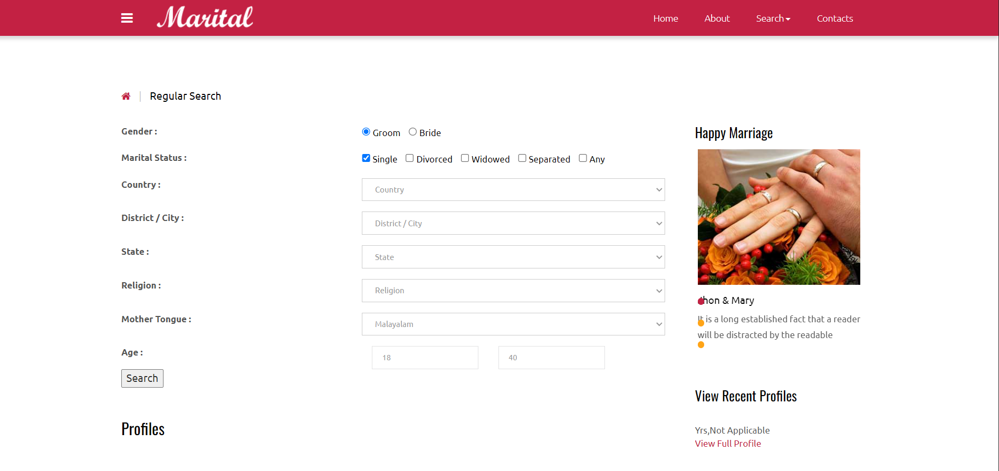 Marital
Home About Search Contacts
Regular Search
Gender :
Groom Bride
Marital Status :
Single Divorced Widowed Separated Any
Country :
Country
District / City :
District / City
State :
State
Religion :
Religion
Mother Tongue :
Malayalam
Age :
18 40
Search
Profiles
Happy Marriage
& Mary
It is a long established fact that a reader
will be distracted by the readable
View Recent Profiles
Yrs,Not Applicable
View Full Profile